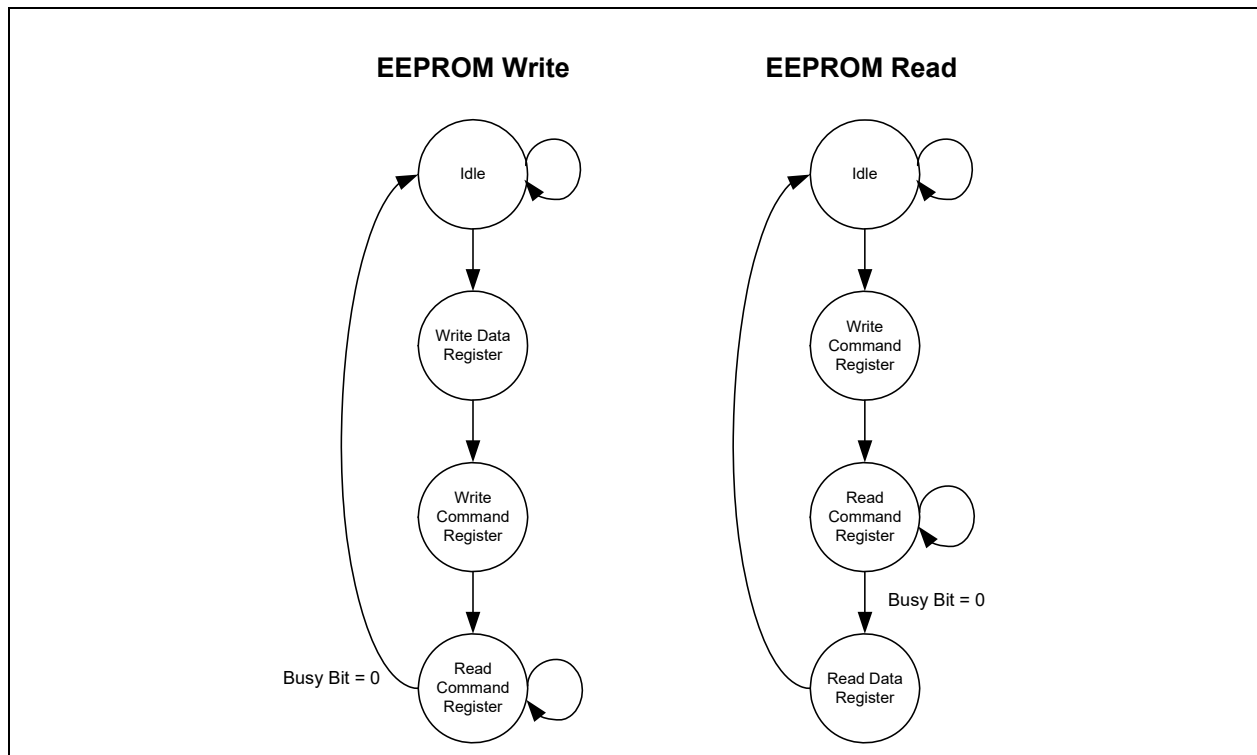 EEPROM Write
Idle
Write Data
Register
Write
Command
Register
Read
Command
Register
Busy Bit = 0
EEPROM Read
Idle
Write
Command
Register
Read
Command
Register
Busy Bit = 0
Read Data
Register